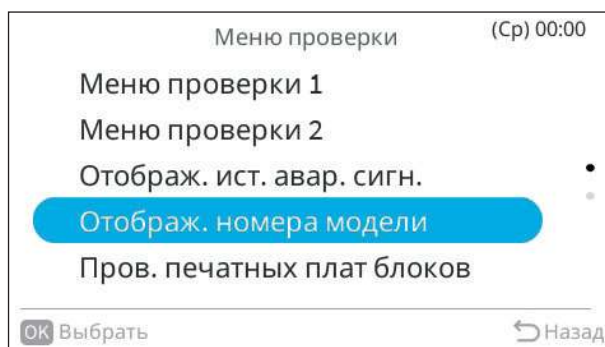 Меню проверки
(Ср) 00:00
Меню проверки 1
Меню проверки 2
Отображ. ист. авар. сигн.
Отображ. номера модели
Пров. печатных плат блоков
OK Выбрать
Назад